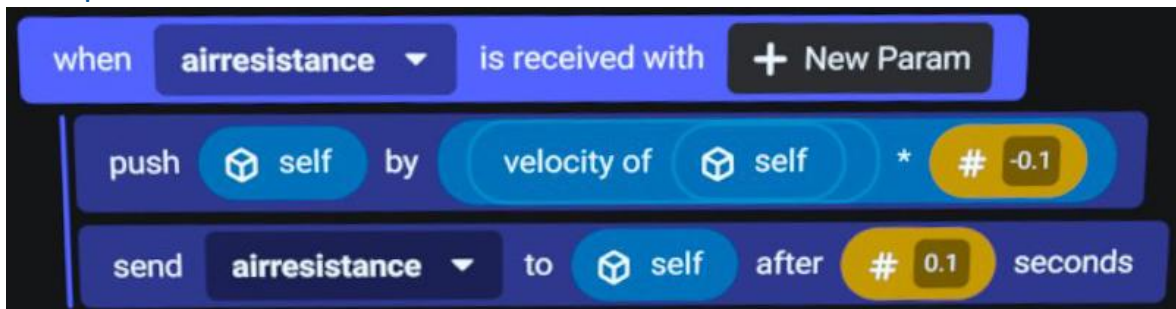 when airresistance is received with + New Param
push self by velocity of self * # -0.1
send airresistance to self after # 0.1 seconds